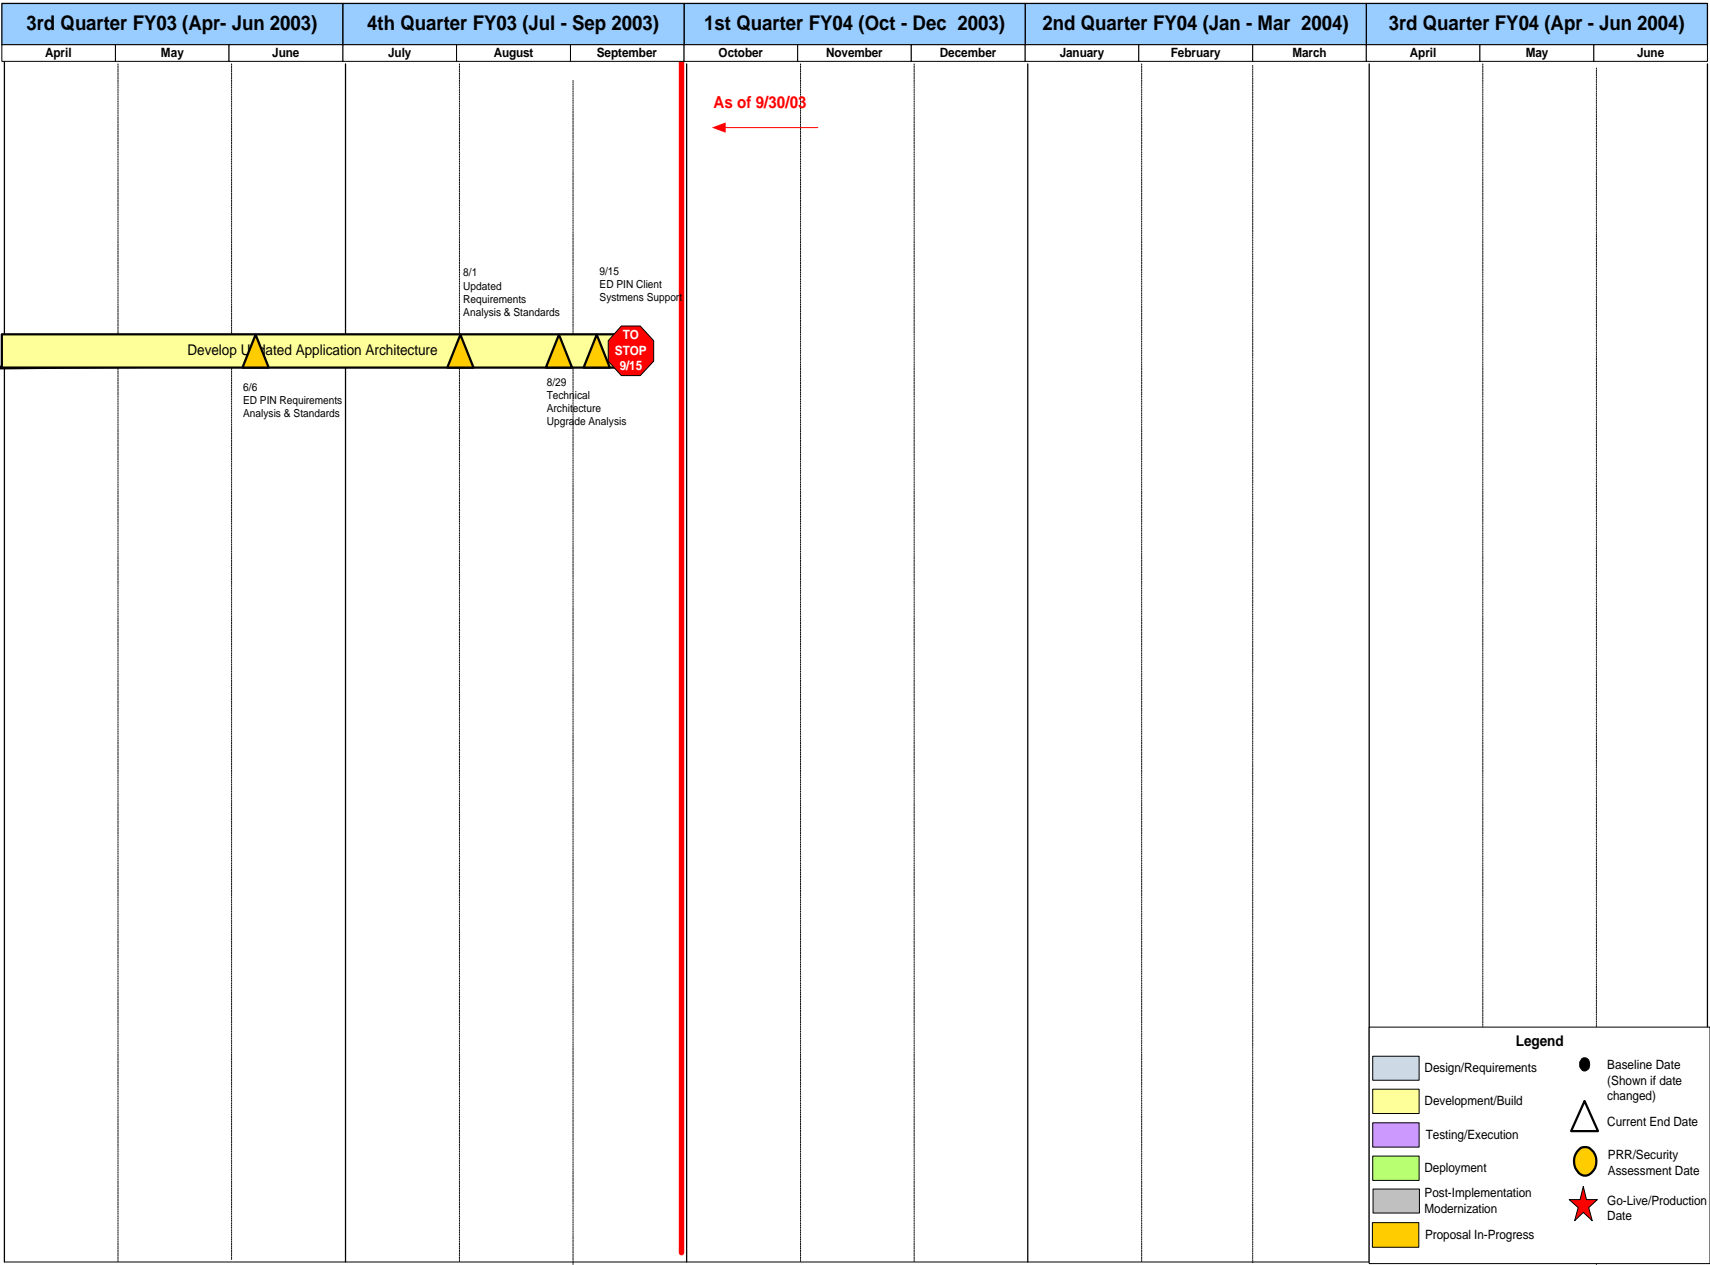 3rd Quarter FY03 (Apr- Jun 2003)
4th Quarter FY03 (Jul - Sep 2003)
1st Quarter FY04 (Oct - Dec  2003)
2nd Quarter FY04 (Jan - Mar  2004)
3rd Quarter FY04 (Apr - Jun 2004)
April
May
June
July
August
September
October
November
December
January
February
March
April
May
June
As of 9/30/03
8/1
Updated
Requirements
Analysis & Standards
9/15
ED PIN Client
Systmens Support
Develop Updated Application Architecture
TO
STOP
9/15
6/6
ED PIN Requirements
Analysis & Standards
8/29
Technical
Architecture
Upgrade Analysis
Legend
Design/Requirements
Development/Build
Testing/Execution
Deployment
Post-Implementation
Modernization
Proposal In-Progress
Baseline Date
(Shown if date
changed)
Current End Date
PRR/Security
Assessment Date
Go-Live/Production
Date